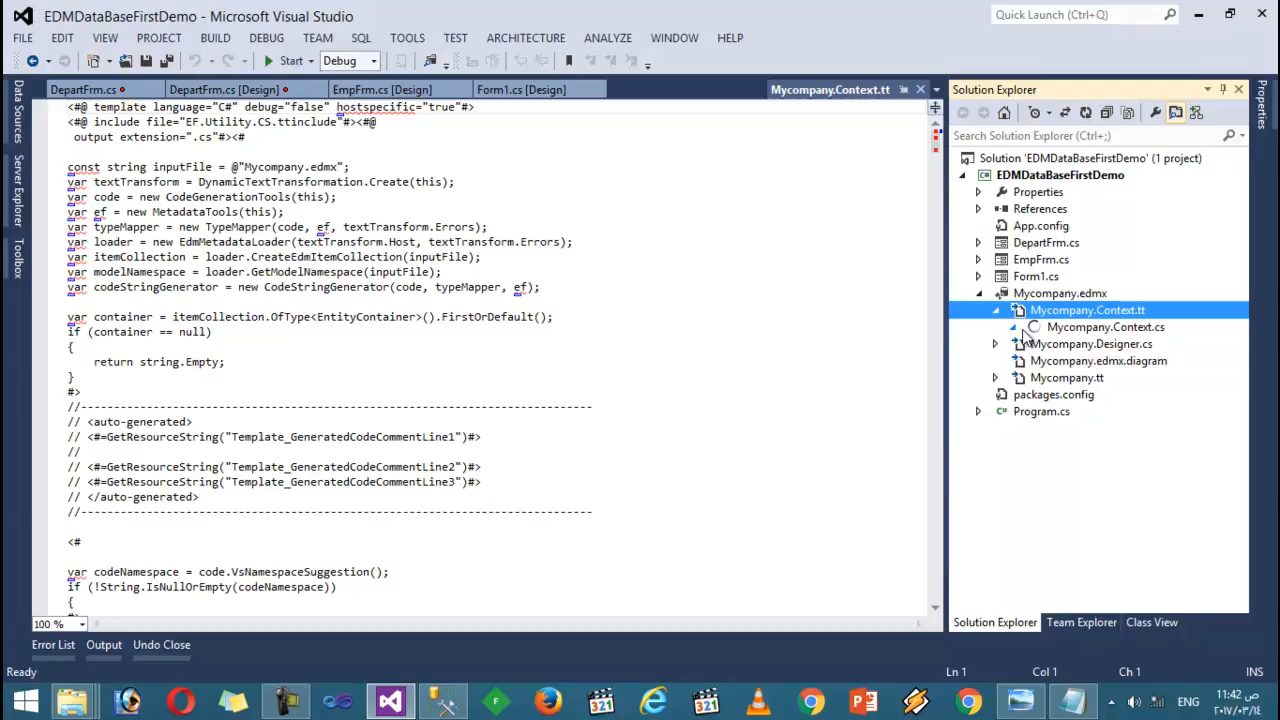 EDMDataBaseFirstDemo - Microsoft Visual Studio
Quick Launch (Ctrl+Q)
FILE EDIT VIEW PROJECT BUILD DEBUG TEAM SQL TOOLS TEST ARCHITECTURE ANALYZE WINDOW HELP
Start Debug
DepartFrm.cs DepartFrm.cs [Design] EmpFrm.cs [Design] Form1.cs [Design] Mycompany.Context.tt
Data Sources
Server Explorer
Toolbox
<#@ template language="C#" debug="false" hostspecific="true"#>
<#@ include file="EF.Utility.CS.ttinclude"#><#@
output extension=".cs"#><#
const string inputFile = @"Mycompany.edmx";
var textTransform = DynamicTextTransformation.Create(this);
var code = new CodeGenerationTools(this);
var ef = new MetadataTools(this);
var typeMapper = new TypeMapper(code, ef, textTransform.Errors);
var loader = new EdmMetadataLoader(textTransform.Host, textTransform.Errors);
var itemCollection = loader.CreateEdmItemCollection(inputFile);
var modelNamespace = loader.GetModelNamespace(inputFile);
var codeStringGenerator = new CodeStringGenerator(code, typeMapper, ef);
var container = itemCollection.OfType<EntityContainer>().FirstOrDefault();
if (container == null)
{
return string.Empty;
}
#>
//------------------------------------------------------------------------------
// <auto-generated>
// <#=GetResourceString("Template_GeneratedCodeCommentLine1")#>
//
// <#=GetResourceString("Template_GeneratedCodeCommentLine2")#>
// <#=GetResourceString("Template_GeneratedCodeCommentLine3")#>
// </auto-generated>
//------------------------------------------------------------------------------
<#
var codeNamespace = code.VsNamespaceSuggestion();
if (!String.IsNullOrEmpty(codeNamespace))
{
100 %
Solution Explorer
Search Solution Explorer (Ctrl+;)
Solution 'EDMDataBaseFirstDemo' (1 project)
EDMDataBaseFirstDemo
Properties
References
App.config
DepartFrm.cs
EmpFrm.cs
Form1.cs
Mycompany.edmx
Mycompany.Context.tt
Mycompany.Context.cs
Mycompany.Designer.cs
Mycompany.edmx.diagram
Mycompany.tt
packages.config
Program.cs
Solution Explorer Team Explorer Class View
Properties
Error List Output Undo Close
Ready Ln 1 Col 1 Ch 1 INS
321 321
ENG
11:42 ص
٢٠١٧/٠٣/١٤